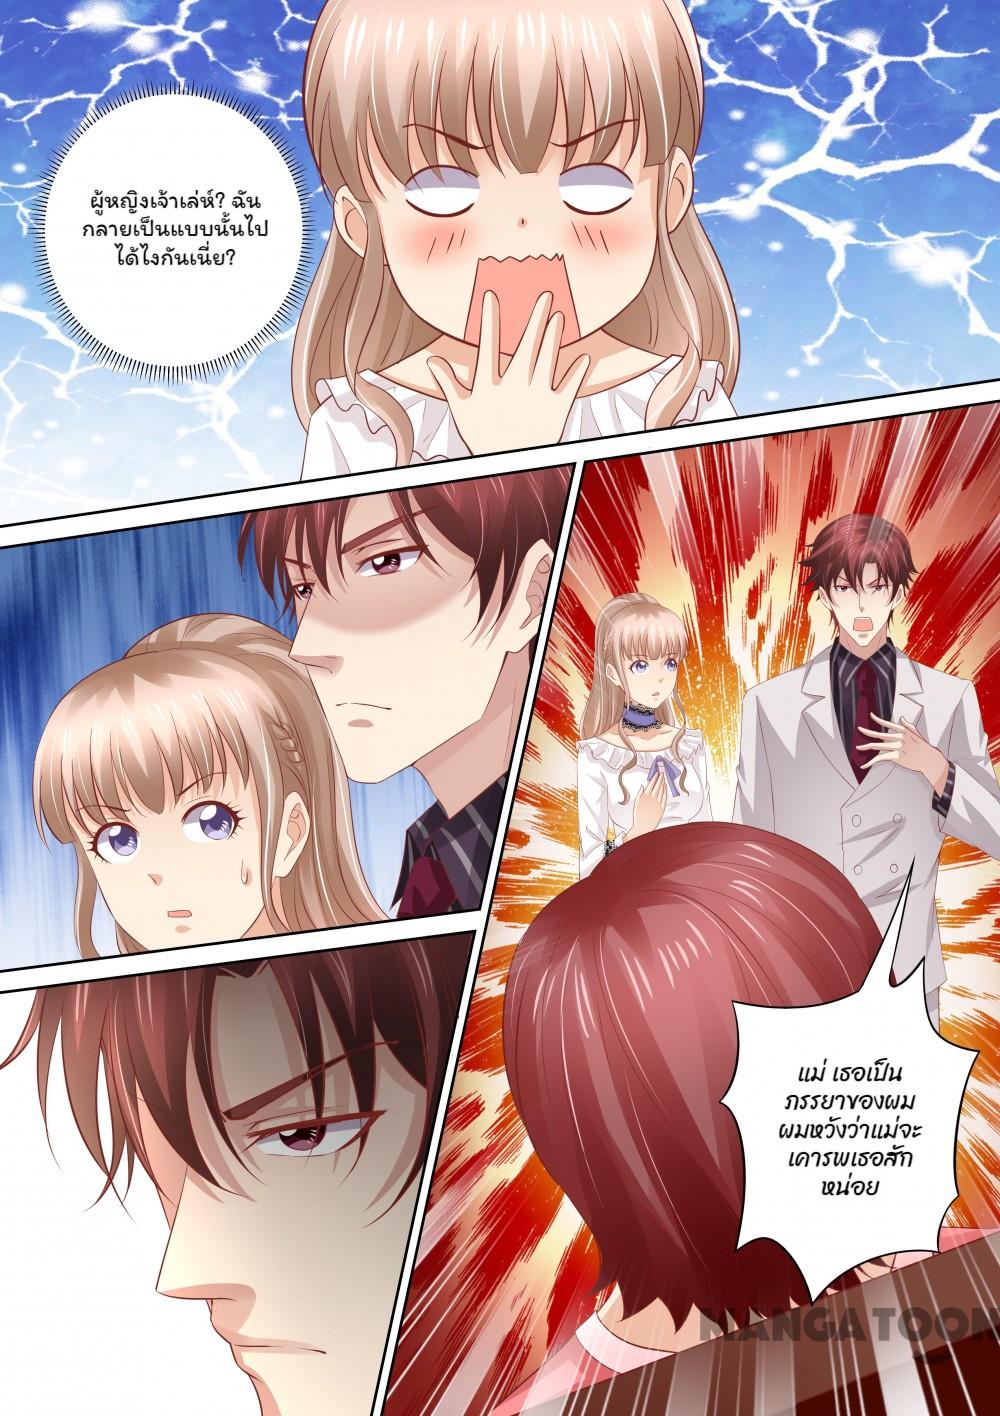 ผู้หญิงเจ้าเล่ห์? ฉัน
กลายเป็นแบบนั้นไป
ได้ไงกันเนี่ย?
แม่ เธอเป็น
ภรรยาของผม
ผมหวังว่าแม่จะ
เคารพเธอสัก
หน่อย
MANGATOON